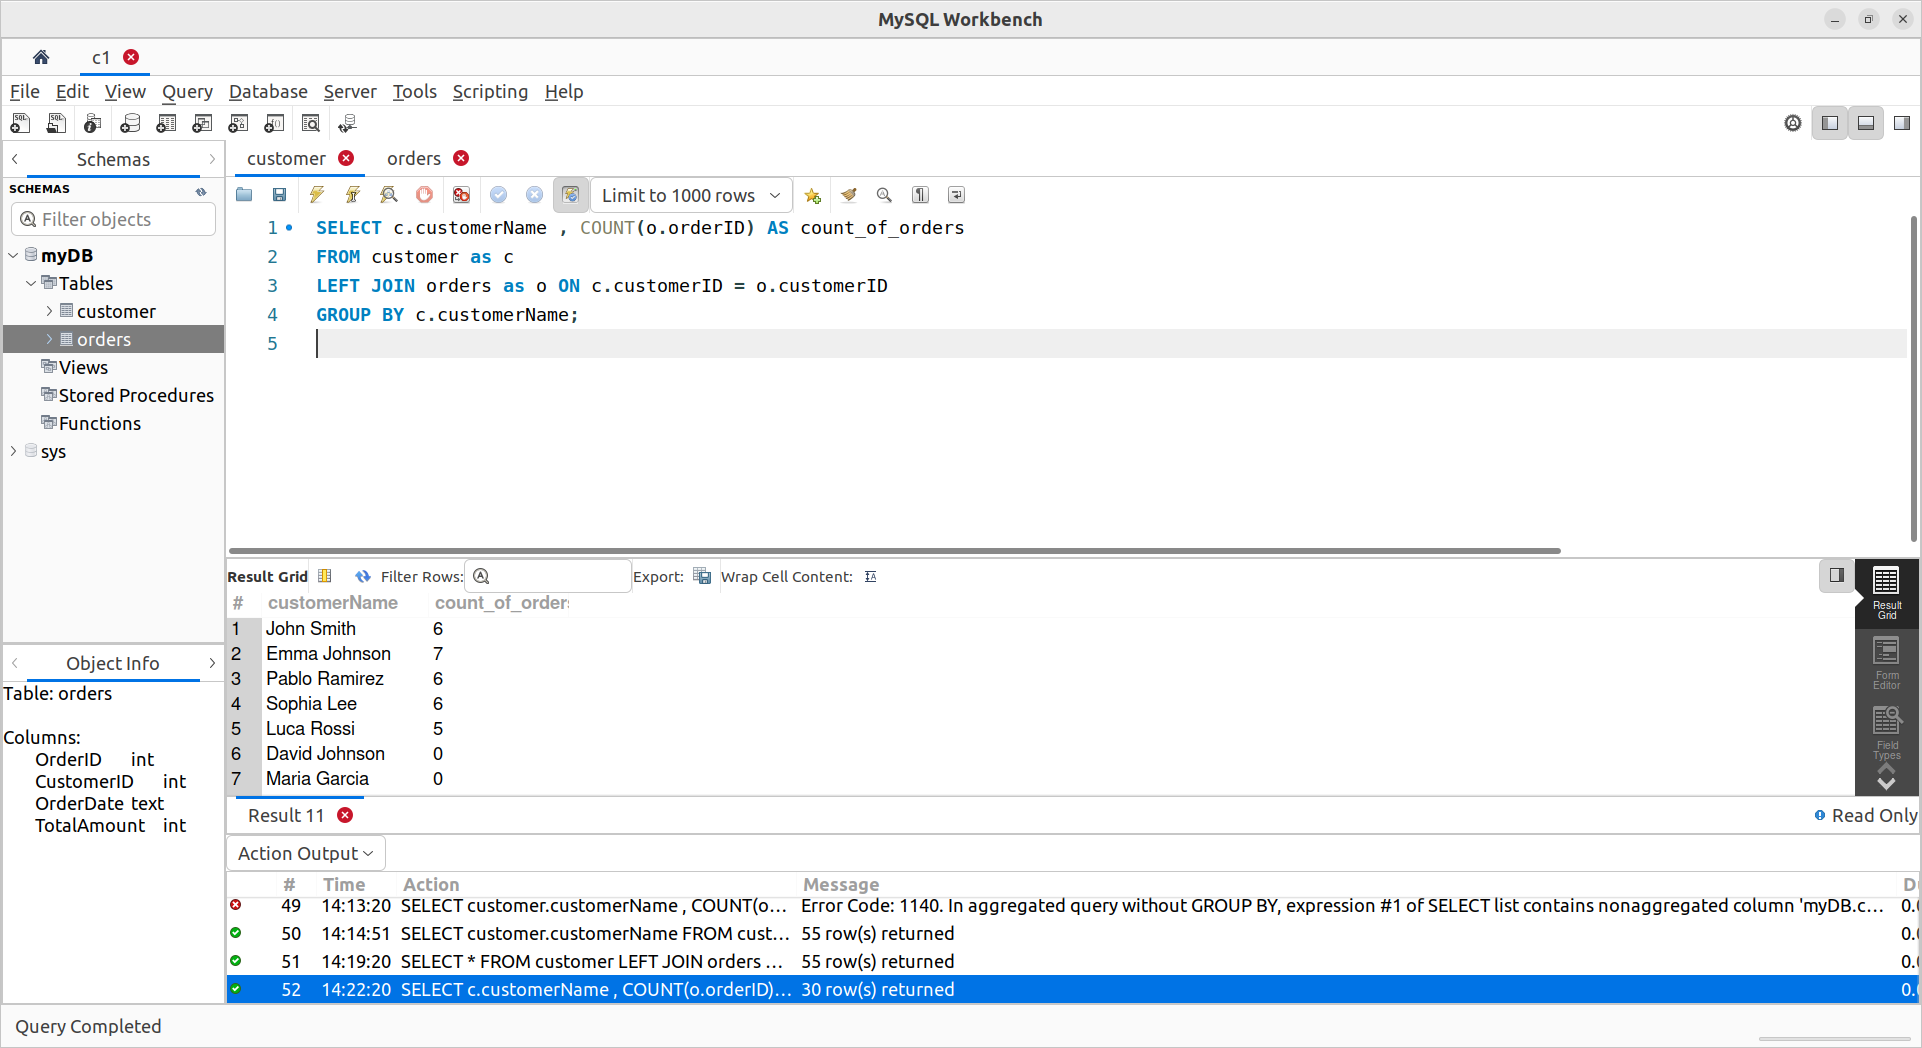 MySQL Workbench
c1
File Edit View Query Database Server Tools Scripting Help
Schemas
customer
orders
SCHEMAS
Filter objects
Limit to 1000 rows
myDB
Tables
customer
orders
Views
Stored Procedures
Functions
sys
1 SELECT c.customerName , COUNT(o.orderID) AS count_of_orders
2 FROM customer as c
3 LEFT JOIN orders as o ON c.customerID = o.customerID
4 GROUP BY c.customerName;
5
Result Grid Filter Rows: Export: Wrap Cell Content:
# customerName count_of_orders
1 John Smith 6
2 Emma Johnson 7
3 Pablo Ramirez 6
4 Sophia Lee 6
5 Luca Rossi 5
6 David Johnson 0
7 Maria Garcia 0
Result Grid
Form Editor
Field Types
Object Info
Table: orders
Columns:
OrderID int
CustomerID int
OrderDate text
TotalAmount int
Result 11
Read Only
Action Output
# Time Action Message D
49 14:13:20 SELECT customer.customerName , COUNT(o... Error Code: 1140. In aggregated query without GROUP BY, expression #1 of SELECT list contains nonaggregated column 'myDB.c... 0.
50 14:14:51 SELECT customer.customerName FROM cust... 55 row(s) returned 0.
51 14:19:20 SELECT * FROM customer LEFT JOIN orders ... 55 row(s) returned 0.
52 14:22:20 SELECT c.customerName , COUNT(o.orderID)... 30 row(s) returned 0.
Query Completed